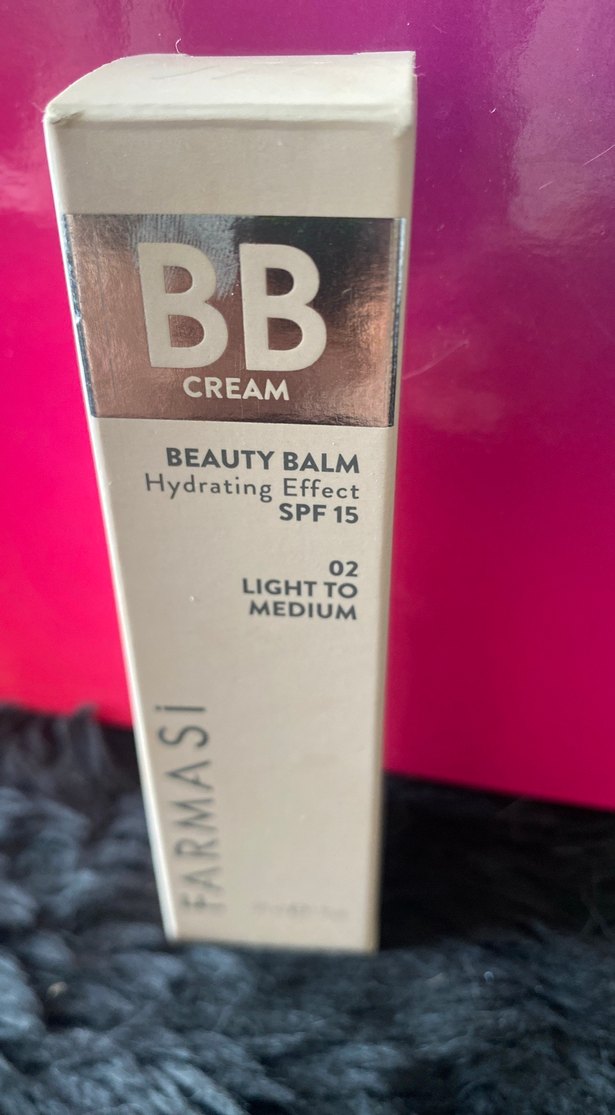 BB
CREAM
BEAUTY BALM
Hydrating Effect
SPF 15
02
LIGHT TO
MEDIUM
FARMASİ